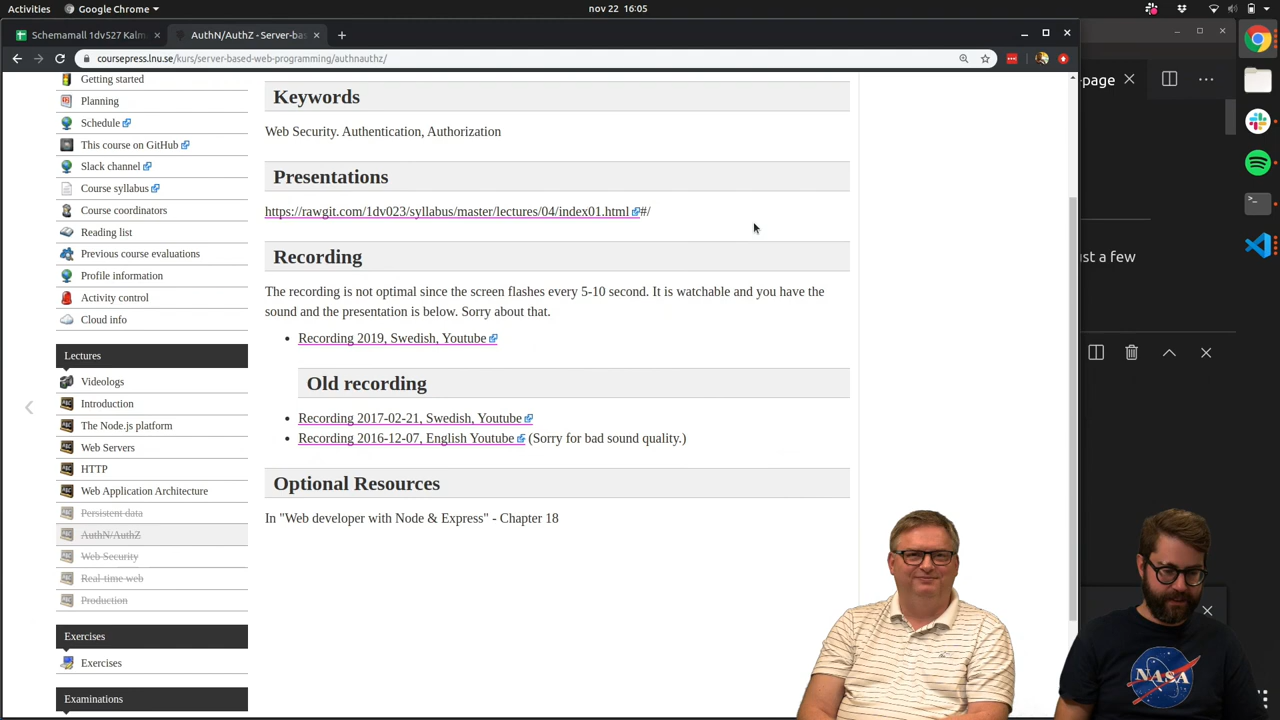 Activities
Google Chrome
nov 22 16:05
Schemamall 1dv527 Kalm
AuthN/AuthZ - Server-bas
coursepress.lnu.se/kurs/server-based-web-programming/authnauthz/
-page
Getting started
Planning
Schedule
This course on GitHub
Slack channel
Course syllabus
Course coordinators
Reading list
Previous course evaluations
Profile information
Activity control
Cloud info
Lectures
Videologs
Introduction
The Node.js platform
Web Servers
HTTP
Web Application Architecture
Persistent data
AuthN/AuthZ
Web Security
Real-time web
Production
Exercises
Exercises
Examinations
Keywords
Web Security. Authentication, Authorization
Presentations
https://rawgit.com/1dv023/syllabus/master/lectures/04/index01.html #/
Recording
The recording is not optimal since the screen flashes every 5-10 second. It is watchable and you have the
sound and the presentation is below. Sorry about that.
• Recording 2019, Swedish, Youtube
Old recording
• Recording 2017-02-21, Swedish, Youtube
• Recording 2016-12-07, English Youtube (Sorry for bad sound quality.)
Optional Resources
In "Web developer with Node & Express" - Chapter 18
st a few
NASA